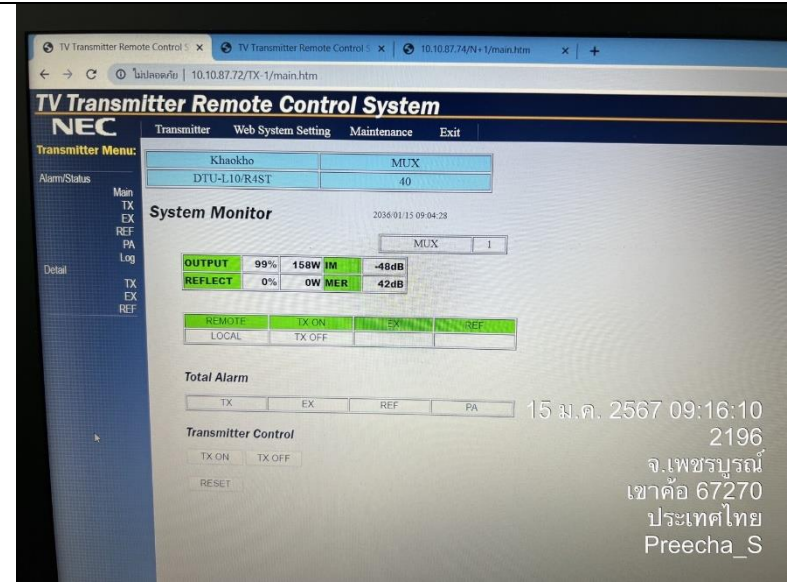 TV Transmitter Remote Control S × TV Transmitter Remote Control S × 10.10.87.74/N+1/main.htm × +
ไม่ปลอดภัย | 10.10.87.72/TX-1/main.htm
TV Transmitter Remote Control System
NEC Transmitter Web System Setting Maintenance Exit
Transmitter Menu:
Khaokho MUX
DTU-L10/R4ST 40
Alarm/Status
Main
TX
EX
REF
PA
Log
Detail
TX
EX
REF
System Monitor 2036/01/15 09:04:28
MUX 1
OUTPUT 99% 158W IM -48dB
REFLECT 0% 0W MER 42dB
REMOTE TX ON EX REF
LOCAL TX OFF
Total Alarm
TX EX REF PA
Transmitter Control
TX ON TX OFF
RESET
15 ม.ค. 2567 09:16:10
2196
จ.เพชรบูรณ์
เขาค้อ 67270
ประเทศไทย
Preecha_S